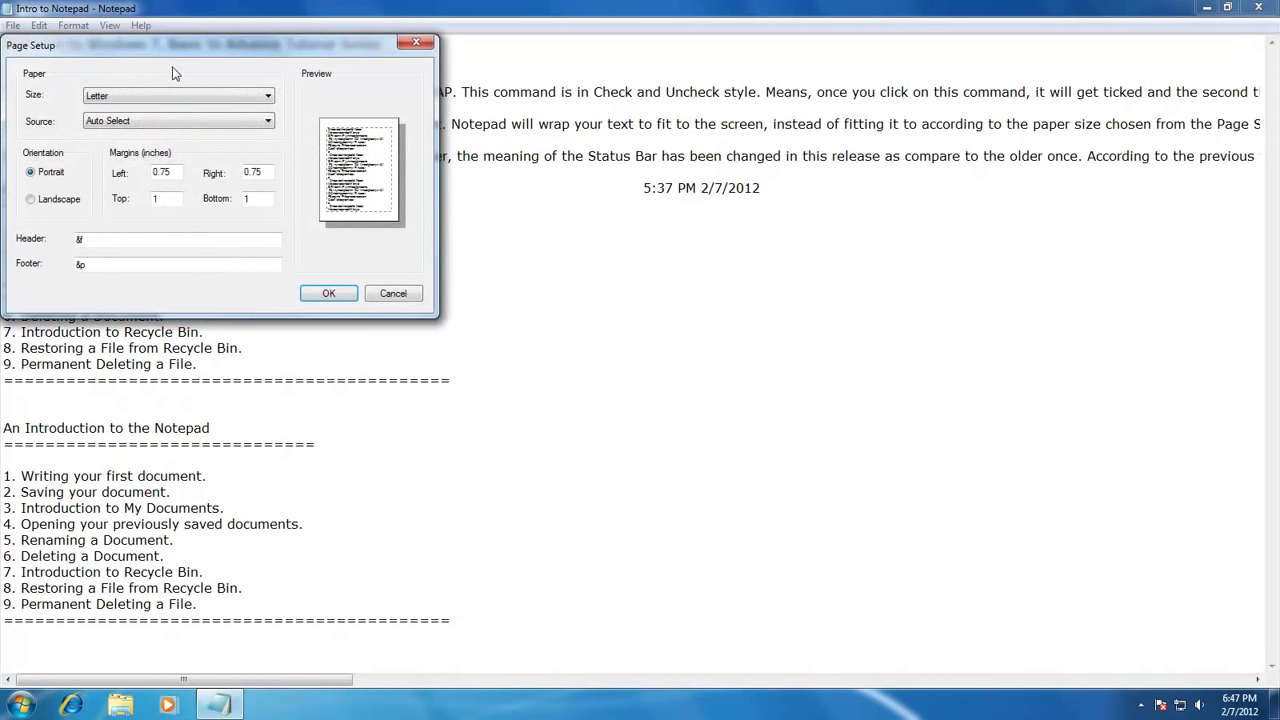 Intro to Notepad - Notepad
File Edit Format View Help
Page Setup
Paper
Size: Letter
Source: Auto Select
Orientation
Portrait
Landscape
Margins (inches)
Left: 0.75 Right: 0.75
Top: 1 Bottom: 1
Header: &f
Footer: &p
Preview
OK Cancel
AP. This command is in Check and Uncheck style. Means, once you click on this command, it will get ticked and the second t
. Notepad will wrap your text to fit to the screen, instead of fitting it to according to the paper size chosen from the Page S
er, the meaning of the Status Bar has been changed in this release as compare to the oldence. According to the previous
5:37 PM 2/7/2012
6. Deleting a Document.
7. Introduction to Recycle Bin.
8. Restoring a File from Recycle Bin.
9. Permanent Deleting a File.
=========================================
An Introduction to the Notepad
============================
1. Writing your first document.
2. Saving your document.
3. Introduction to My Documents.
4. Opening your previously saved documents.
5. Renaming a Document.
6. Deleting a Document.
7. Introduction to Recycle Bin.
8. Restoring a File from Recycle Bin.
9. Permanent Deleting a File.
=========================================
6:47 PM
2/7/2012